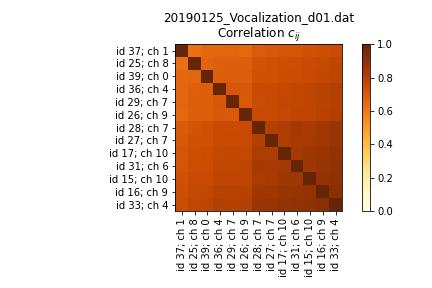 20190125_Vocalization_d01.dat
Correlation c_ij
id 37; ch 1
id 25; ch 8
id 39; ch 0
id 36; ch 4
id 29; ch 7
id 26; ch 9
id 28; ch 7
id 27; ch 7
id 17; ch 10
id 31; ch 6
id 15; ch 10
id 16; ch 9
id 33; ch 4
1.0
0.8
0.6
0.4
0.2
0.0
id 37; ch 1
id 25; ch 8
id 39; ch 0
id 36; ch 4
id 29; ch 7
id 26; ch 9
id 28; ch 7
id 27; ch 7
id 17; ch 10
id 31; ch 6
id 15; ch 10
id 16; ch 9
id 33; ch 4